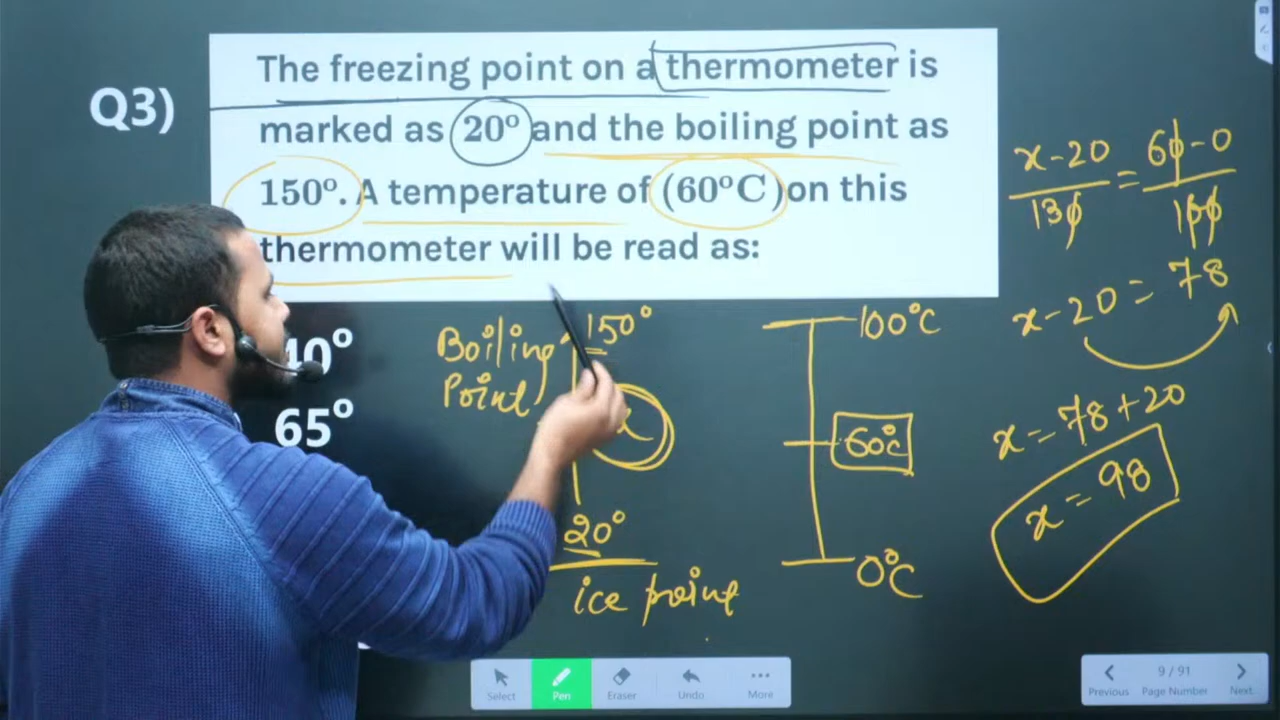 Q3)
The freezing point on a thermometer is
marked as 20° and the boiling point as
150°. A temperature of (60°C) on this
thermometer will be read as:
40°
65°
Boiling
Point
150°
x
20°
ice point
100°C
60°C
0°C
x-20/130 = 60-0/100
x-20 = 78
x = 78+20
x = 98
Select
Pen
Eraser
Undo
More
Previous
9 / 91
Page Number
Next